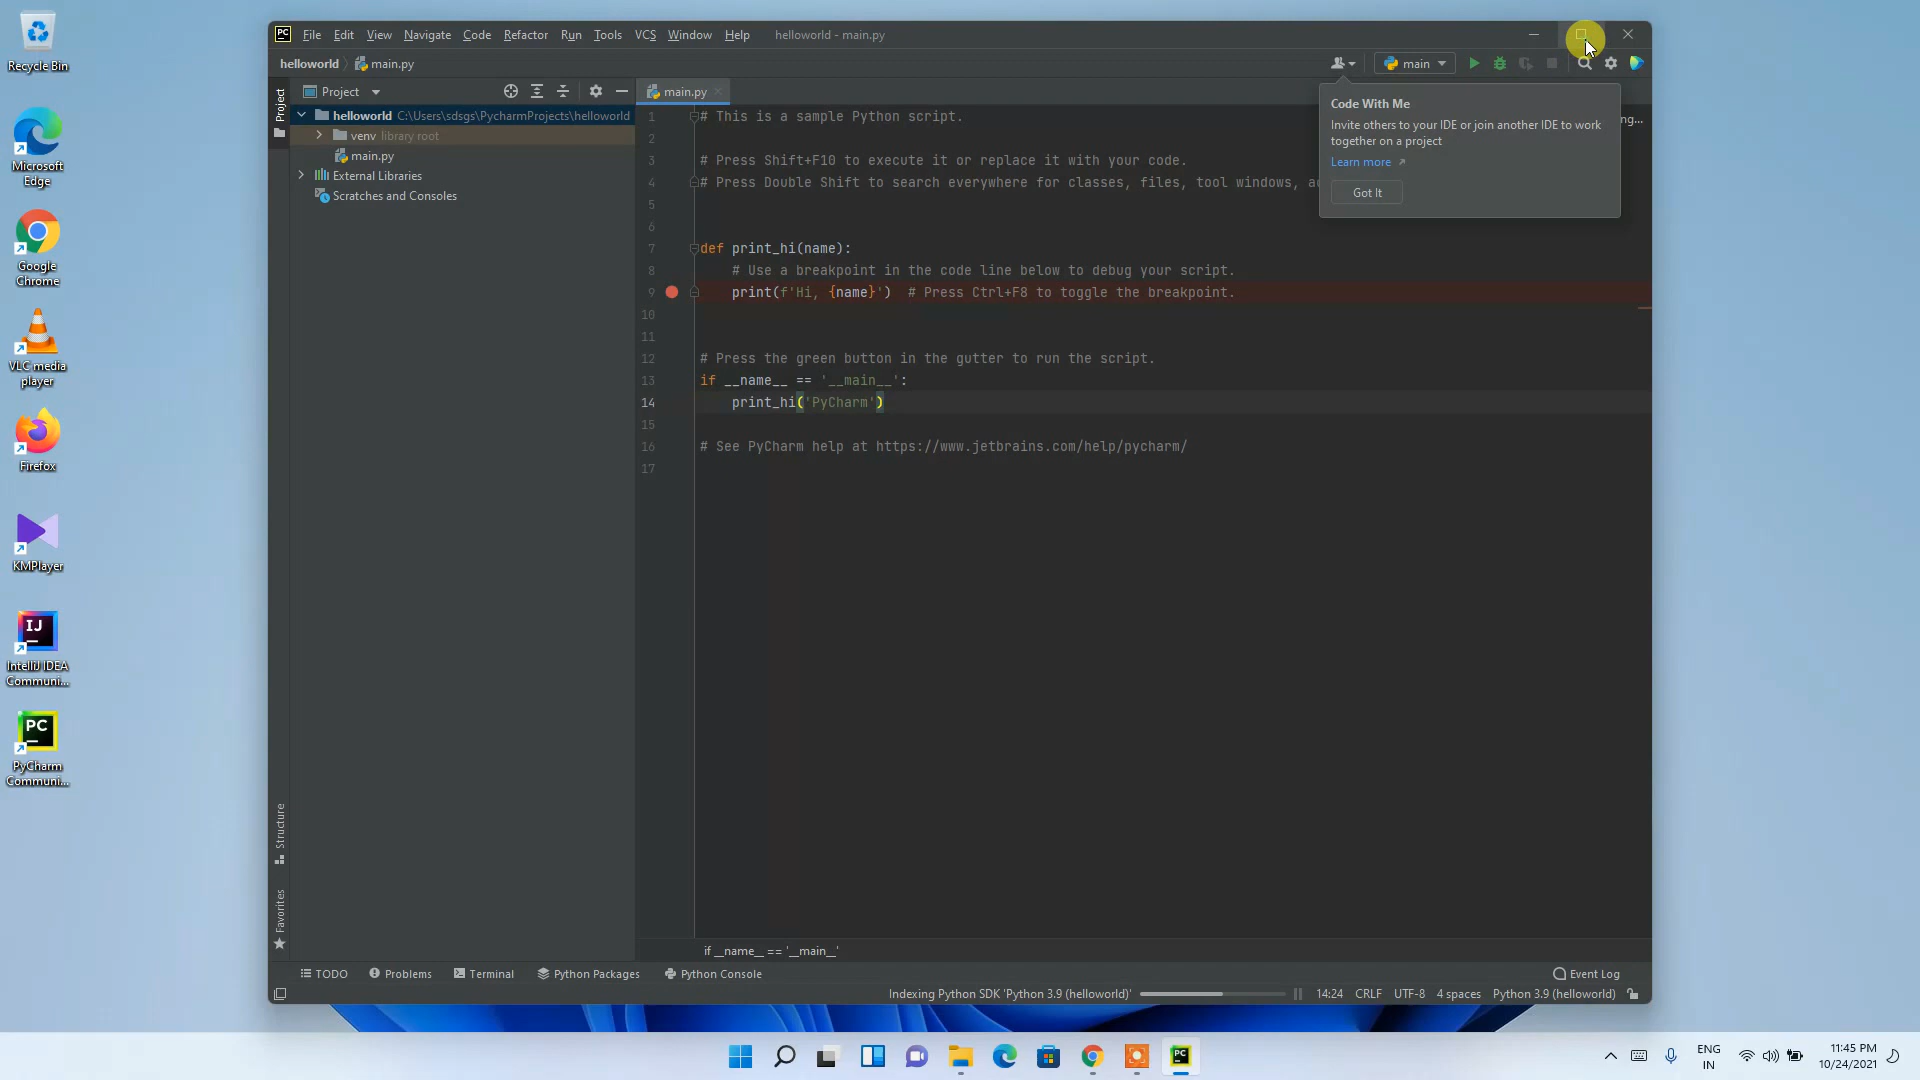 Recycle Bin
Microsoft
Edge
Google
Chrome
VLC media
player
Firefox
KMPlayer
IJ
IntelliJ IDEA
Communi...
PC
PyCharm
Communi...
PC File Edit View Navigate Code Refactor Run Tools VCS Window Help helloworld - main.py
helloworld main.py
main
Project
Project
helloworld C:\Users\sdsgs\PycharmProjects\helloworld
venv library root
main.py
External Libraries
Scratches and Consoles
Structure
Favorites
main.py
1 # This is a sample Python script.
2
3 # Press Shift+F10 to execute it or replace it with your code.
4 # Press Double Shift to search everywhere for classes, files, tool windows, ac
5
6
7 def print_hi(name):
8 # Use a breakpoint in the code line below to debug your script.
9 print(f'Hi, {name}') # Press Ctrl+F8 to toggle the breakpoint.
10
11
12 # Press the green button in the gutter to run the script.
13 if __name__ == '__main__':
14 print_hi('PyCharm')
15
16 # See PyCharm help at https://www.jetbrains.com/help/pycharm/
17
Code With Me
Invite others to your IDE or join another IDE to work
together on a project
Learn more
Got It
ng...
if __name__ == '__main__'
TODO Problems Terminal Python Packages Python Console Event Log
Indexing Python SDK 'Python 3.9 (helloworld)' 14:24 CRLF UTF-8 4 spaces Python 3.9 (helloworld)
PC
ENG
IN
11:45 PM
10/24/2021